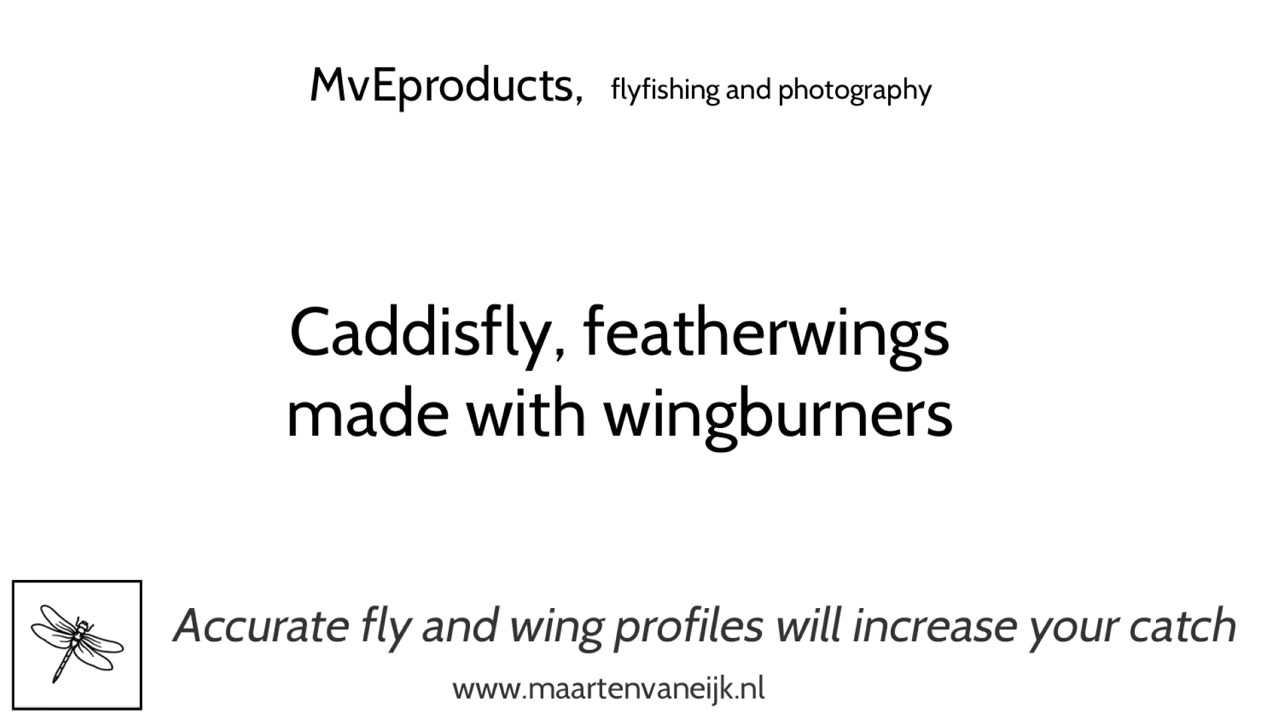 MvEproducts, flyfishing and photography
Caddisfly, featherwings
made with wingburners
Accurate fly and wing profiles will increase your catch
www.maartenvaneijk.nl